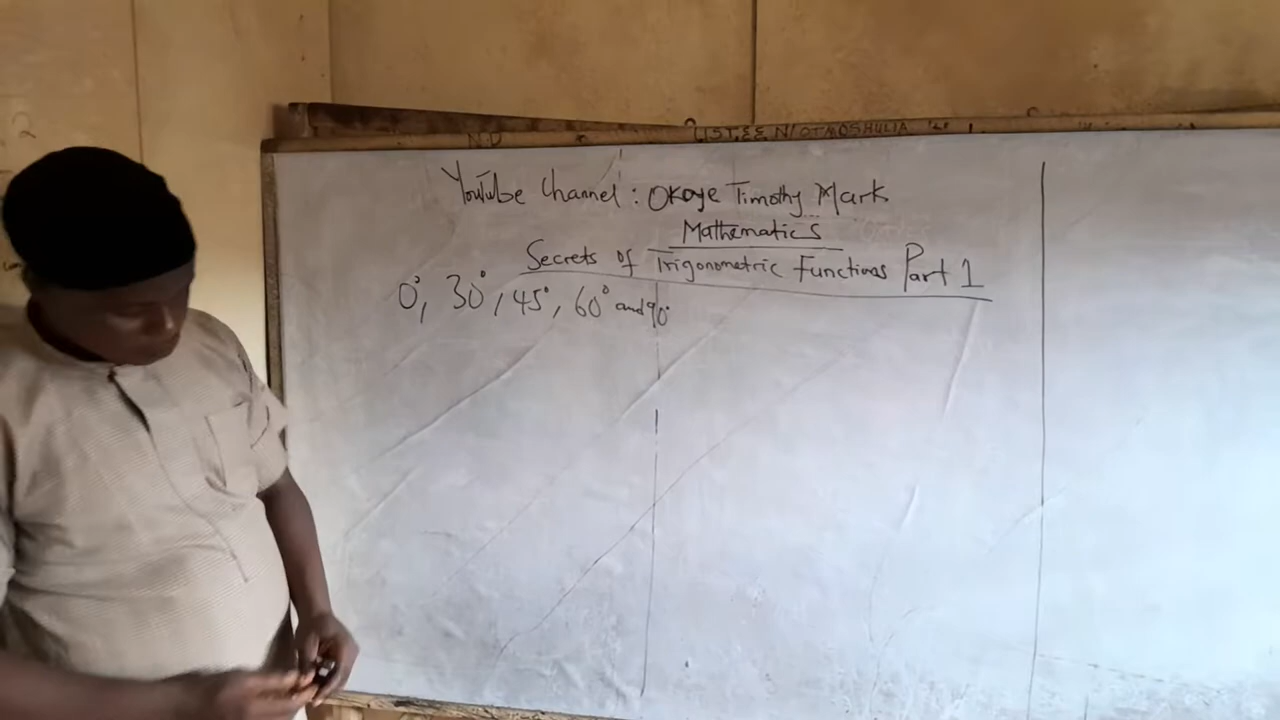 YouTube Channel: Okoye Timothy Mark
Mathematics
Secrets of Trigonometric Functions Part 1
0°, 30°, 45°, 60° and 90°